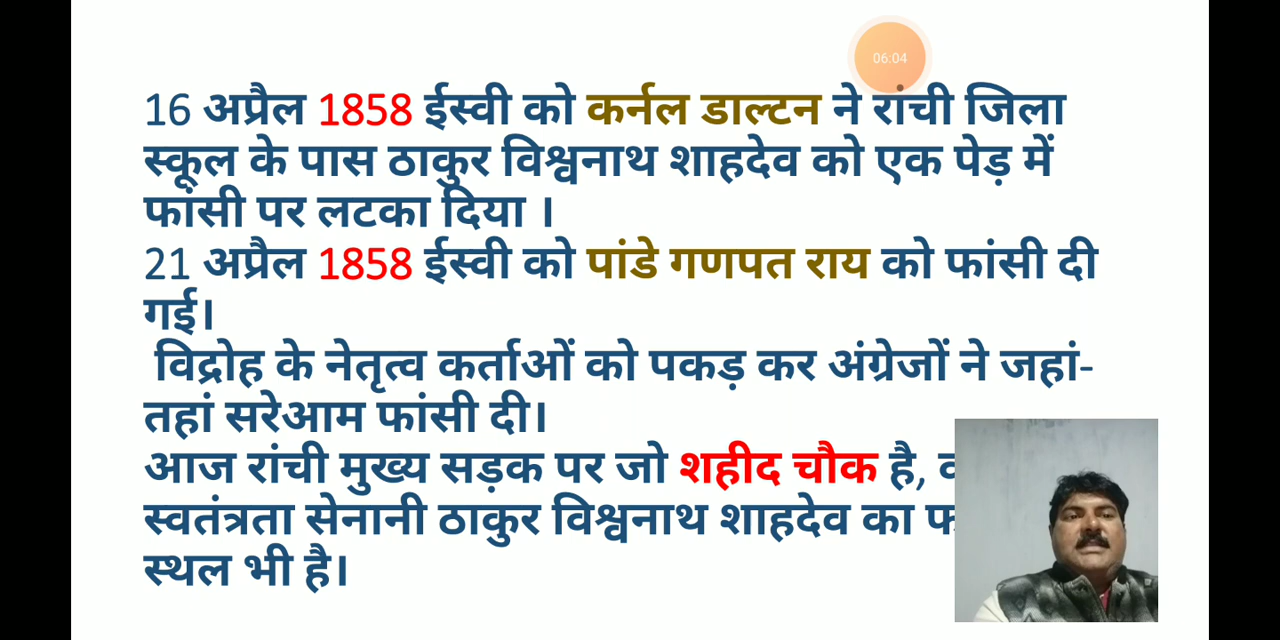 06:04
16 अप्रैल 1858 ईस्वी को कर्नल डाल्टन ने रांची जिला
स्कूल के पास ठाकुर विश्वनाथ शाहदेव को एक पेड़ में
फांसी पर लटका दिया ।
21 अप्रैल 1858 ईस्वी को पांडे गणपत राय को फांसी दी
गई।
विद्रोह के नेतृत्व कर्ताओं को पकड़ कर अंग्रेजों ने जहां-
तहां सरेआम फांसी दी।
आज रांची मुख्य सड़क पर जो शहीद चौक है,
स्वतंत्रता सेनानी ठाकुर विश्वनाथ शाहदेव का
स्थल भी है।